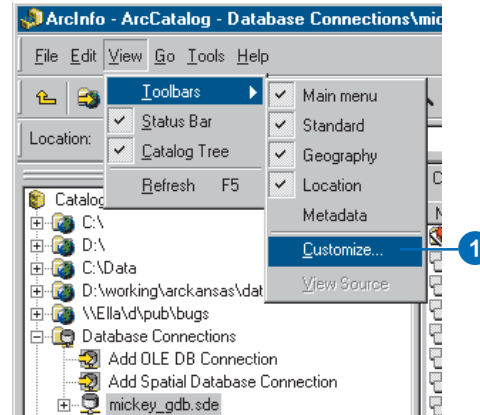 ArcInfo - ArcCatalog - Database Connections\mic
File Edit View Go Tools Help
Toolbars
Status Bar
Catalog Tree
Refresh F5
Main menu
Standard
Geography
Location
Metadata
Customize...
View Source
1
Location:
Catalog
C:\
D:\
C:\Data
D:\working\arckansas\dat
\\Ella\d\pub\bugs
Database Connections
Add OLE DB Connection
Add Spatial Database Connection
mickey_gdb.sde